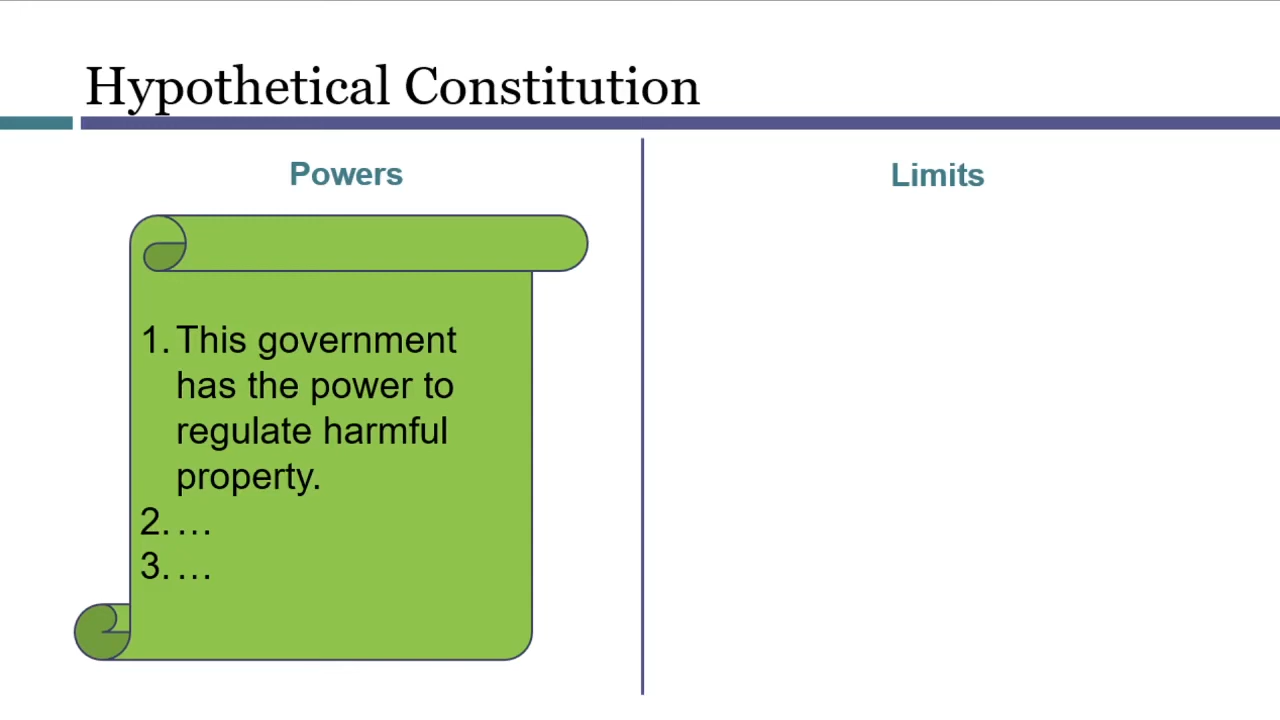 Hypothetical Constitution
Powers
1. This government
has the power to
regulate harmful
property.
2. …
3. …
Limits